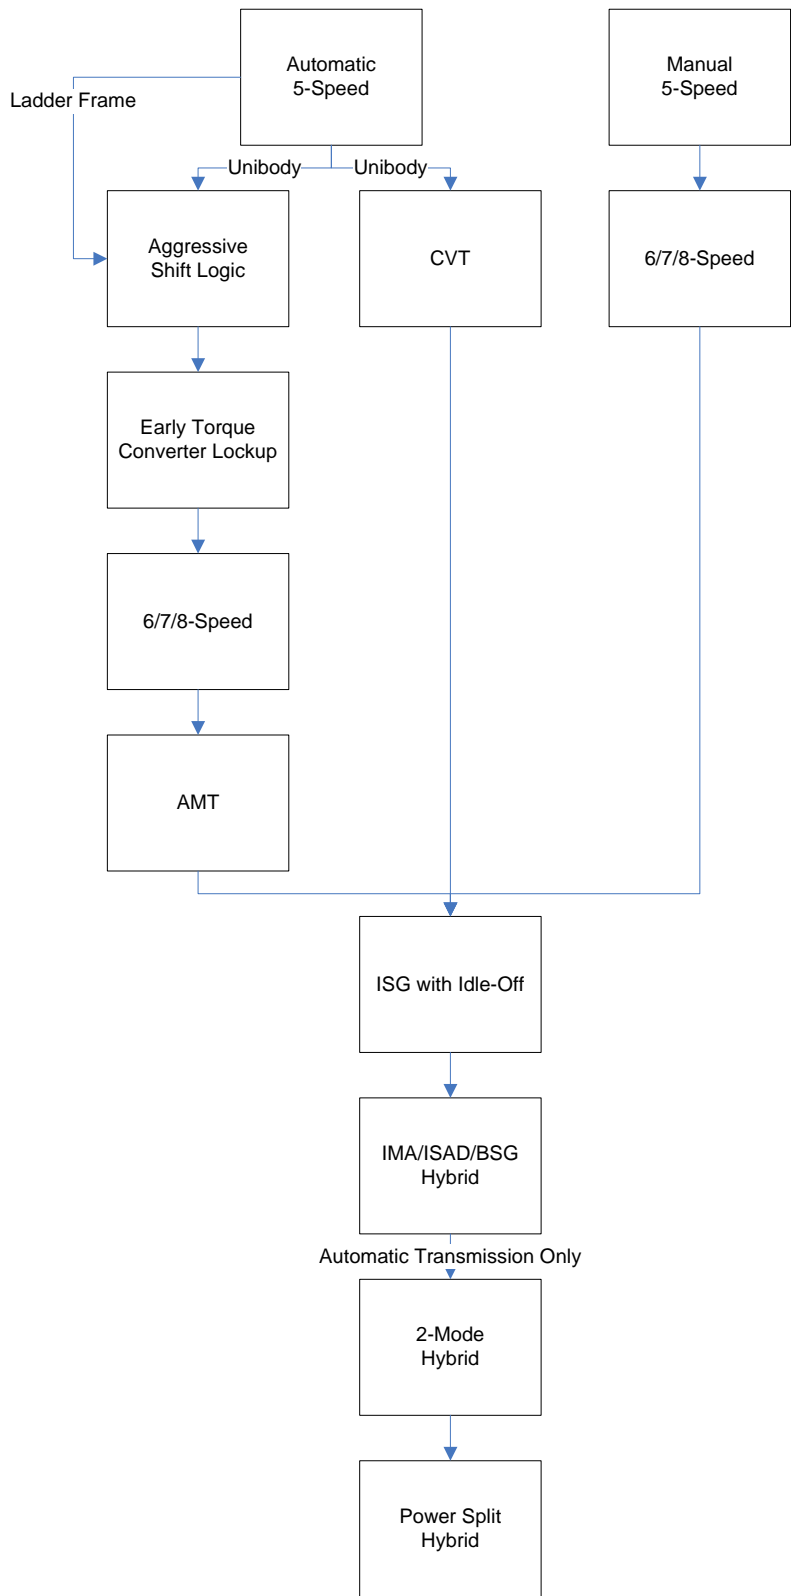 Automatic
5-Speed
Manual
5-Speed
Ladder Frame
Unibody
Unibody
Aggressive
Shift Logic
CVT
6/7/8-Speed
Early Torque
Converter Lockup
6/7/8-Speed
AMT
ISG with Idle-Off
IMA/ISAD/BSG
Hybrid
Automatic Transmission Only
2-Mode
Hybrid
Power Split
Hybrid